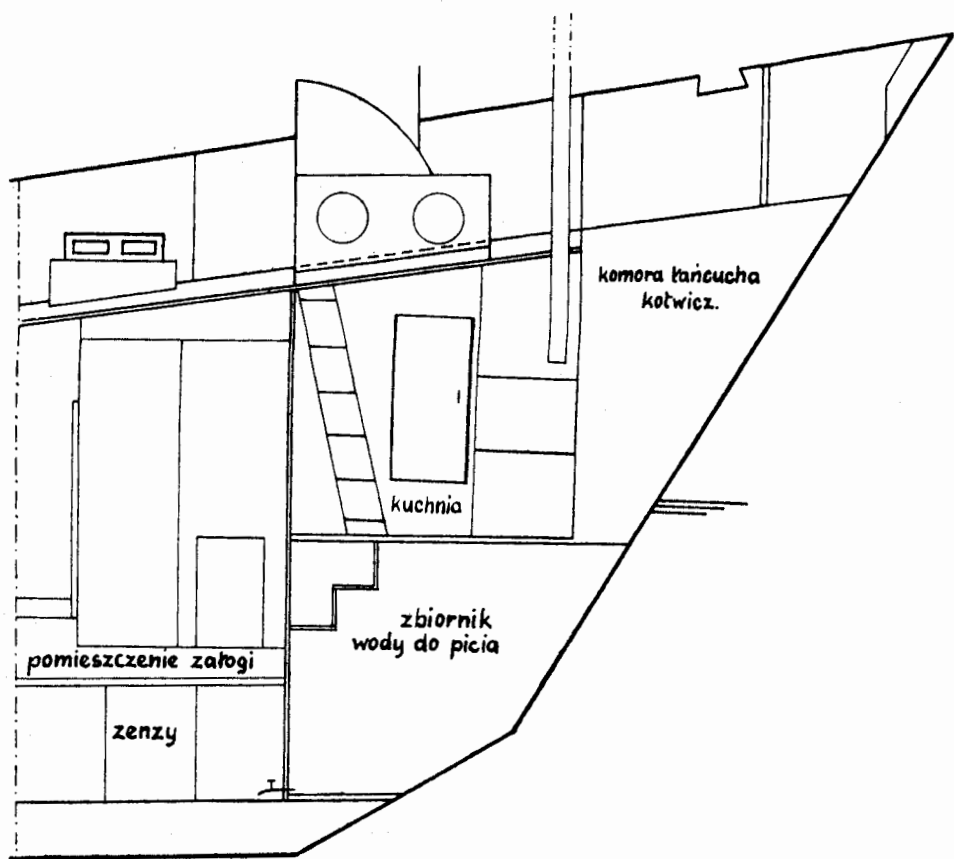 komora łańcucha
kotwicz.
kuchnia
zbiornik
wody do picia
pomieszczenie załogi
zenzy